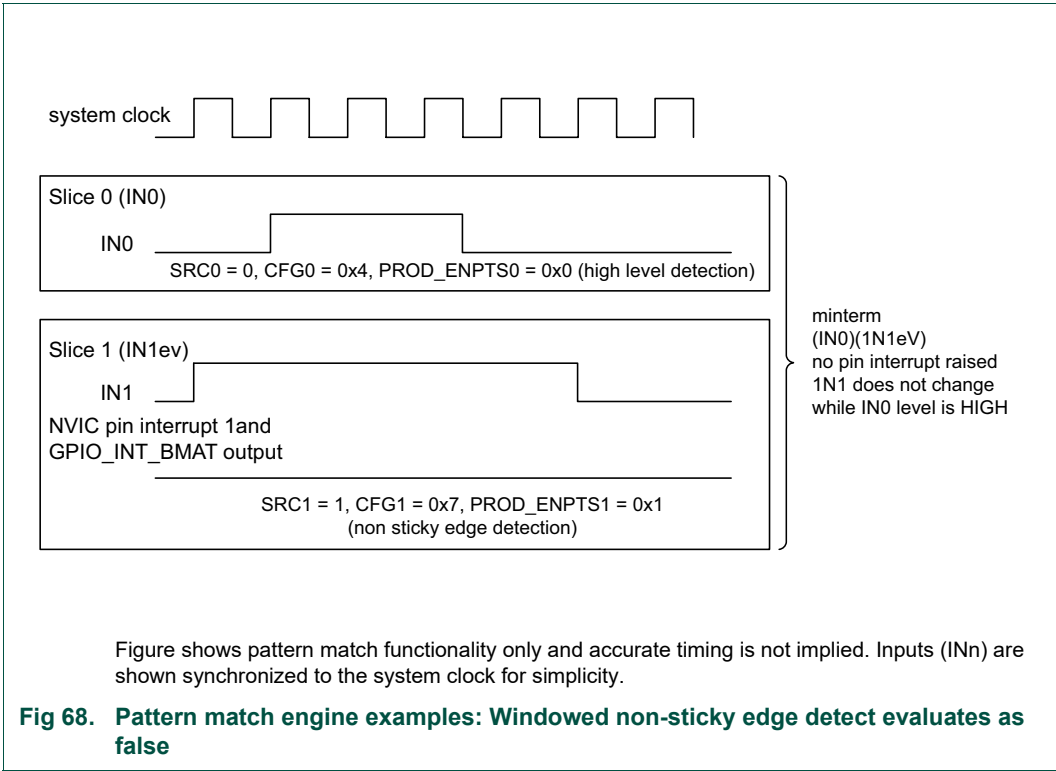 system clock
Slice 0 (IN0)
IN0
SRC0 = 0, CFG0 = 0x4, PROD_ENPTS0 = 0x0 (high level detection)
Slice 1 (IN1ev)
IN1
NVIC pin interrupt 1and
GPIO_INT_BMAT output
SRC1 = 1, CFG1 = 0x7, PROD_ENPTS1 = 0x1
(non sticky edge detection)
minterm
(IN0)(1N1eV)
no pin interrupt raised
1N1 does not change
while IN0 level is HIGH
Figure shows pattern match functionality only and accurate timing is not implied. Inputs (INn) are
shown synchronized to the system clock for simplicity.
Fig 68. Pattern match engine examples: Windowed non-sticky edge detect evaluates as
false